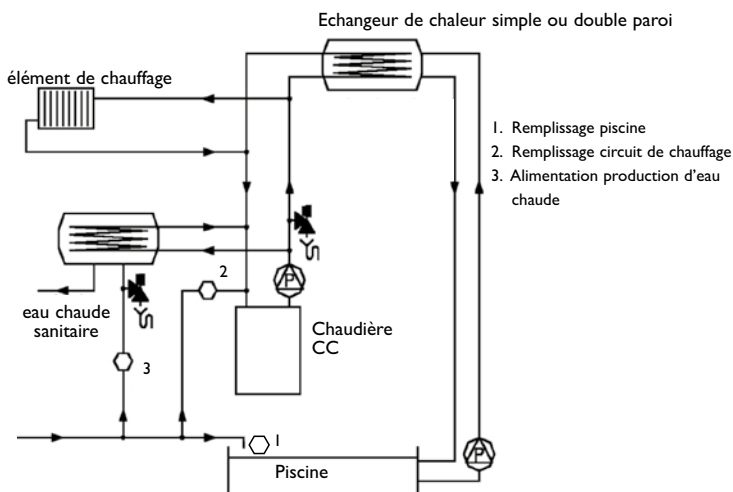 Echangeur de chaleur simple ou double paroi
élément de chauffage
1. Remplissage piscine
2. Remplissage circuit de chauffage
3. Alimentation production d'eau
chaude
2
P
eau chaude
sanitaire
Chaudière
CC
3
1
P
Piscine